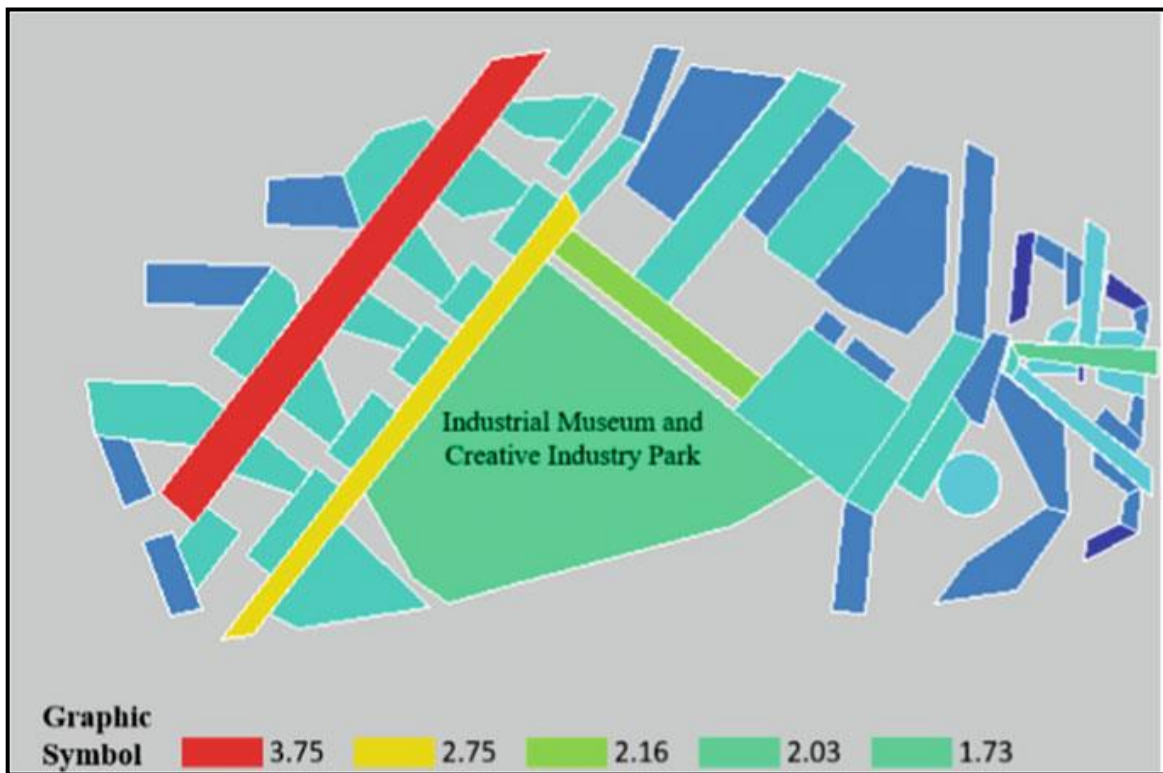 Industrial Museum and
Creative Industry Park
Graphic
Symbol
3.75 2.75 2.16 2.03 1.73